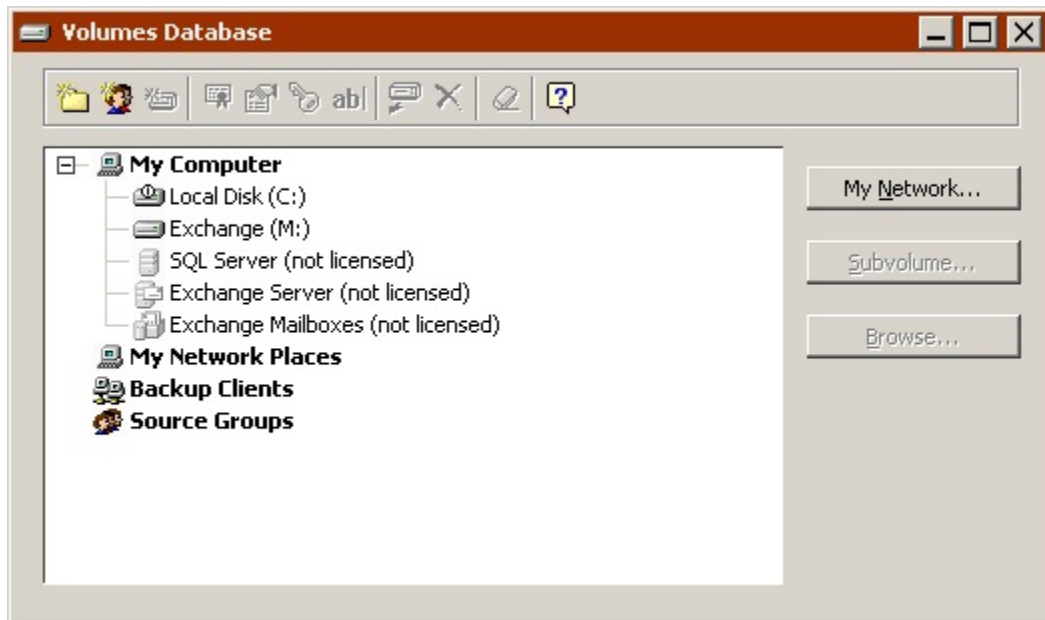 Volumes Database
ab|
?
My Computer
Local Disk (C:)
Exchange (M:)
SQL Server (not licensed)
Exchange Server (not licensed)
Exchange Mailboxes (not licensed)
My Network Places
Backup Clients
Source Groups
My Network...
Subvolume...
Browse...